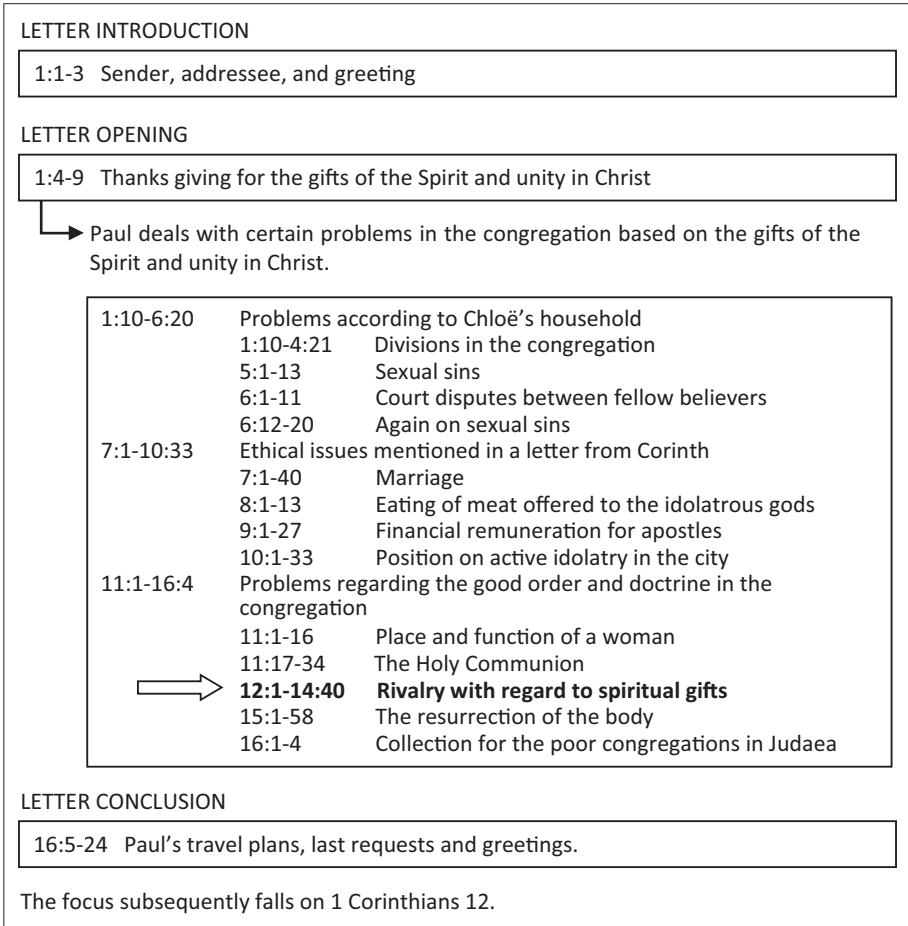 LETTER INTRODUCTION
1:1-3 Sender, addressee, and greeting
LETTER OPENING
1:4-9 Thanks giving for the gifts of the Spirit and unity in Christ
Paul deals with certain problems in the congregation based on the gifts of the
Spirit and unity in Christ.
1:10-6:20 Problems according to Chloë's household
1:10-4:21 Divisions in the congregation
5:1-13 Sexual sins
6:1-11 Court disputes between fellow believers
6:12-20 Again on sexual sins
7:1-10:33 Ethical issues mentioned in a letter from Corinth
7:1-40 Marriage
8:1-13 Eating of meat offered to the idolatrous gods
9:1-27 Financial remuneration for apostles
10:1-33 Position on active idolatry in the city
11:1-16:4 Problems regarding the good order and doctrine in the
congregation
11:1-16 Place and function of a woman
11:17-34 The Holy Communion
12:1-14:40 Rivalry with regard to spiritual gifts
15:1-58 The resurrection of the body
16:1-4 Collection for the poor congregations in Judaea
LETTER CONCLUSION
16:5-24 Paul's travel plans, last requests and greetings.
The focus subsequently falls on 1 Corinthians 12.